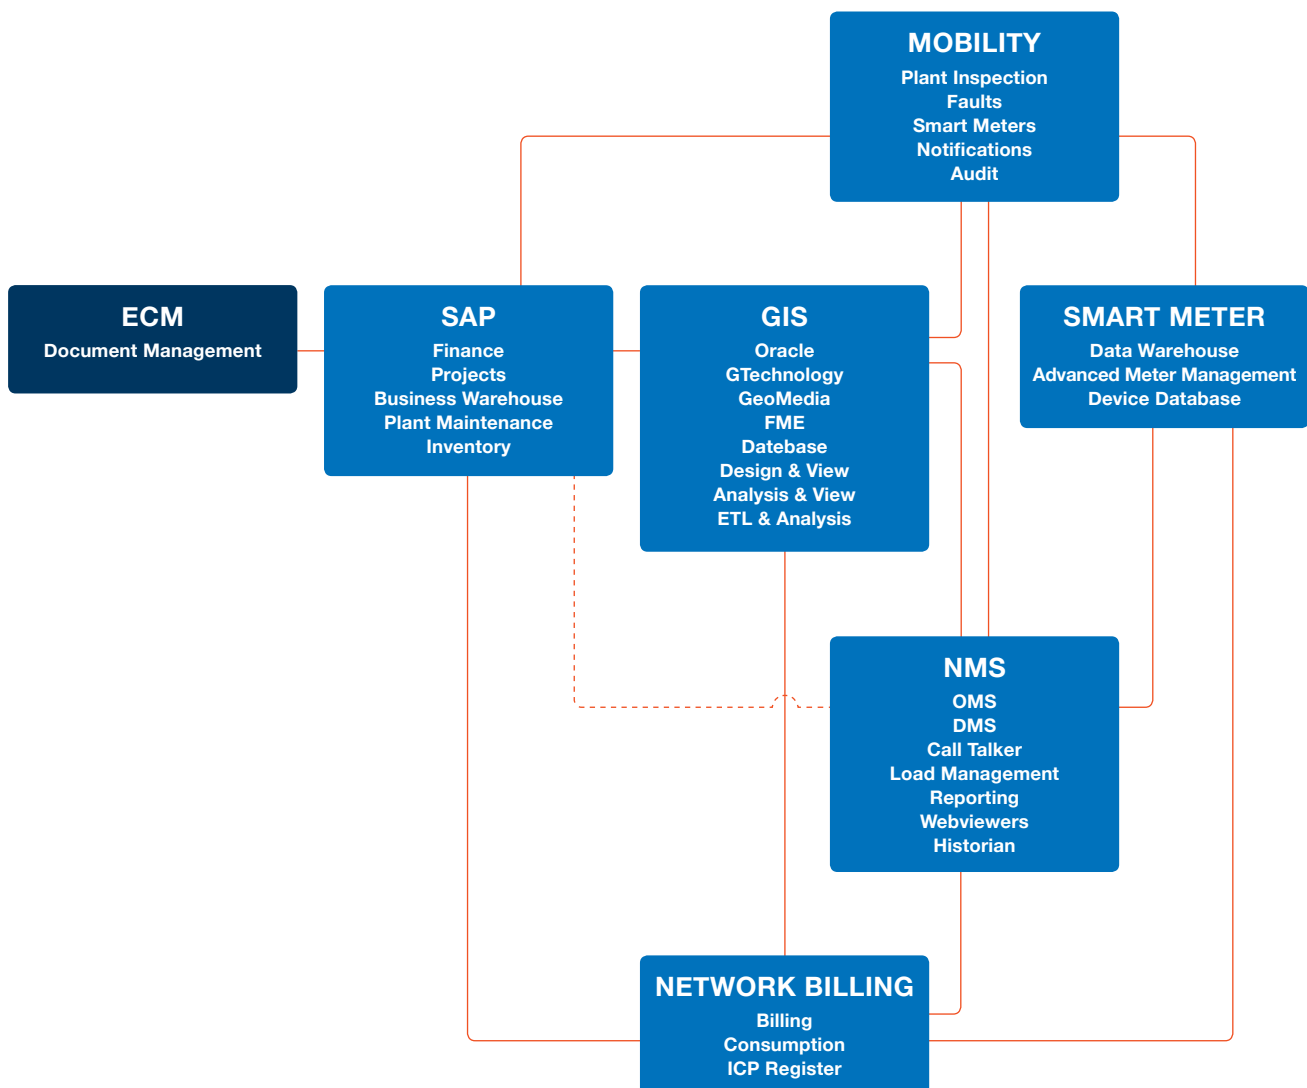 MOBILITY
Plant Inspection
Faults
Smart Meters
Notifications
Audit
ECM
Document Management
SAP
Finance
Projects
Business Warehouse
Plant Maintenance
Inventory
GIS
Oracle
GTechnology
GeoMedia
FME
Datebase
Design & View
Analysis & View
ETL & Analysis
SMART METER
Data Warehouse
Advanced Meter Management
Device Database
NMS
OMS
DMS
Call Talker
Load Management
Reporting
Webviewers
Historian
NETWORK BILLING
Billing
Consumption
ICP Register